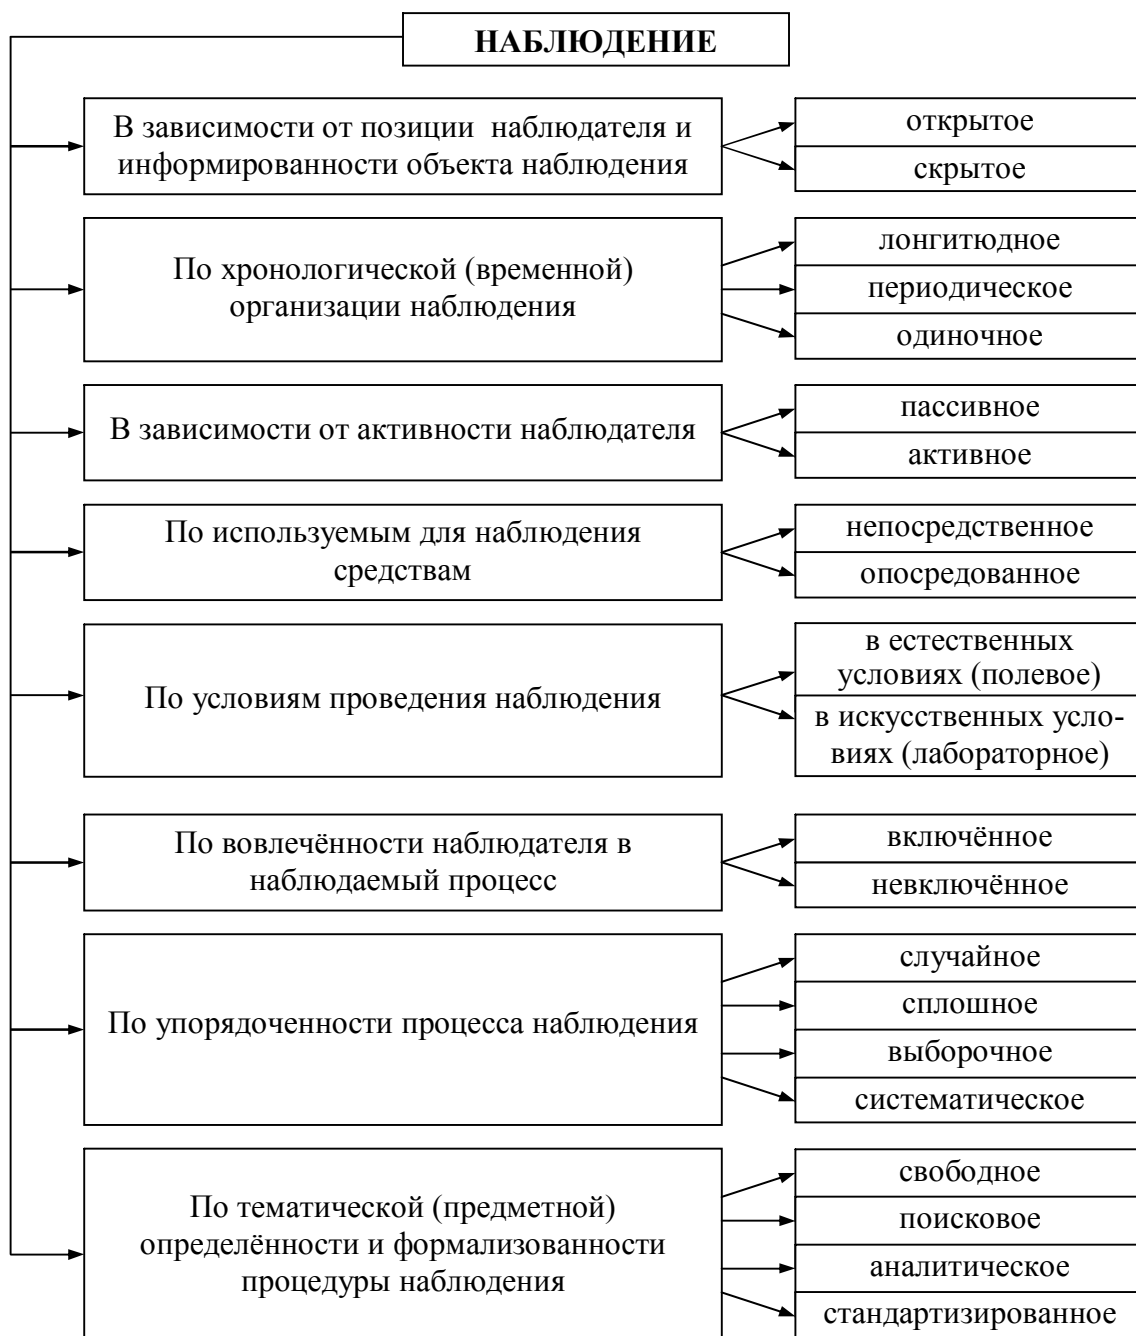 НАБЛЮДЕНИЕ
В зависимости от позиции наблюдателя и
информированности объекта наблюдения
открытое
скрытое
По хронологической (временной)
организации наблюдения
лонгитюдное
периодическое
одиночное
В зависимости от активности наблюдателя
пассивное
активное
По используемым для наблюдения
средствам
непосредственное
опосредованное
По условиям проведения наблюдения
в естественных
условиях (полевое)
в искусственных усло-
виях (лабораторное)
По вовлечённости наблюдателя в
наблюдаемый процесс
включённое
невключённое
По упорядоченности процесса наблюдения
случайное
сплошное
выборочное
систематическое
По тематической (предметной)
определённости и формализованности
процедуры наблюдения
свободное
поисковое
аналитическое
стандартизированное